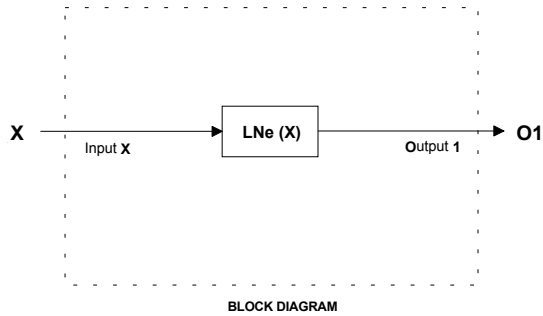 X
Input X
LNe (X)
Output 1
O1
BLOCK DIAGRAM